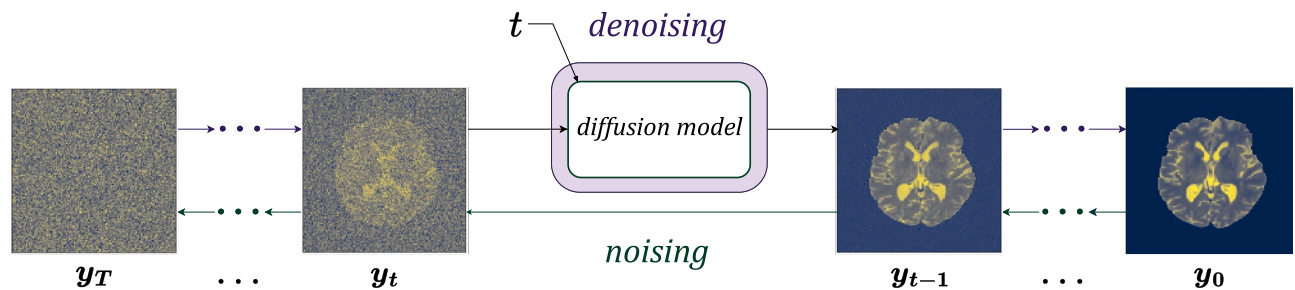 t denoising
diffusion model
noising
y_T ... y_t y_{t-1} ... y_0